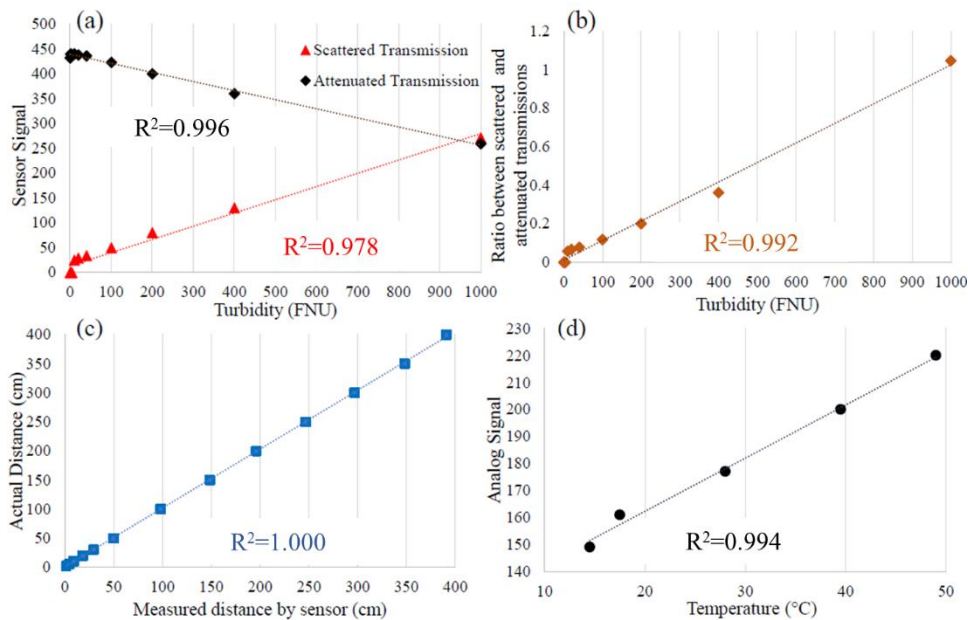 (a)
Scattered Transmission
Attenuated Transmission
R²=0.996
R²=0.978
Sensor Signal
500
450
400
350
300
250
200
150
100
50
0
0 100 200 300 400 500 600 700 800 900 1000
Turbidity (FNU)
(b)
Ratio between scattered and
attenuated transmissions
1.2
1
0.8
0.6
0.4
0.2
0
R²=0.992
0 100 200 300 400 500 600 700 800 900 1000
Turbidity (FNU)
(c)
Actual Distance (cm)
400
350
300
250
200
150
100
50
0
R²=1.000
0 50 100 150 200 250 300 350 400
Measured distance by sensor (cm)
(d)
Analog Signal
230
220
210
200
190
180
170
160
150
140
R²=0.994
10 20 30 40 50
Temperature (°C)